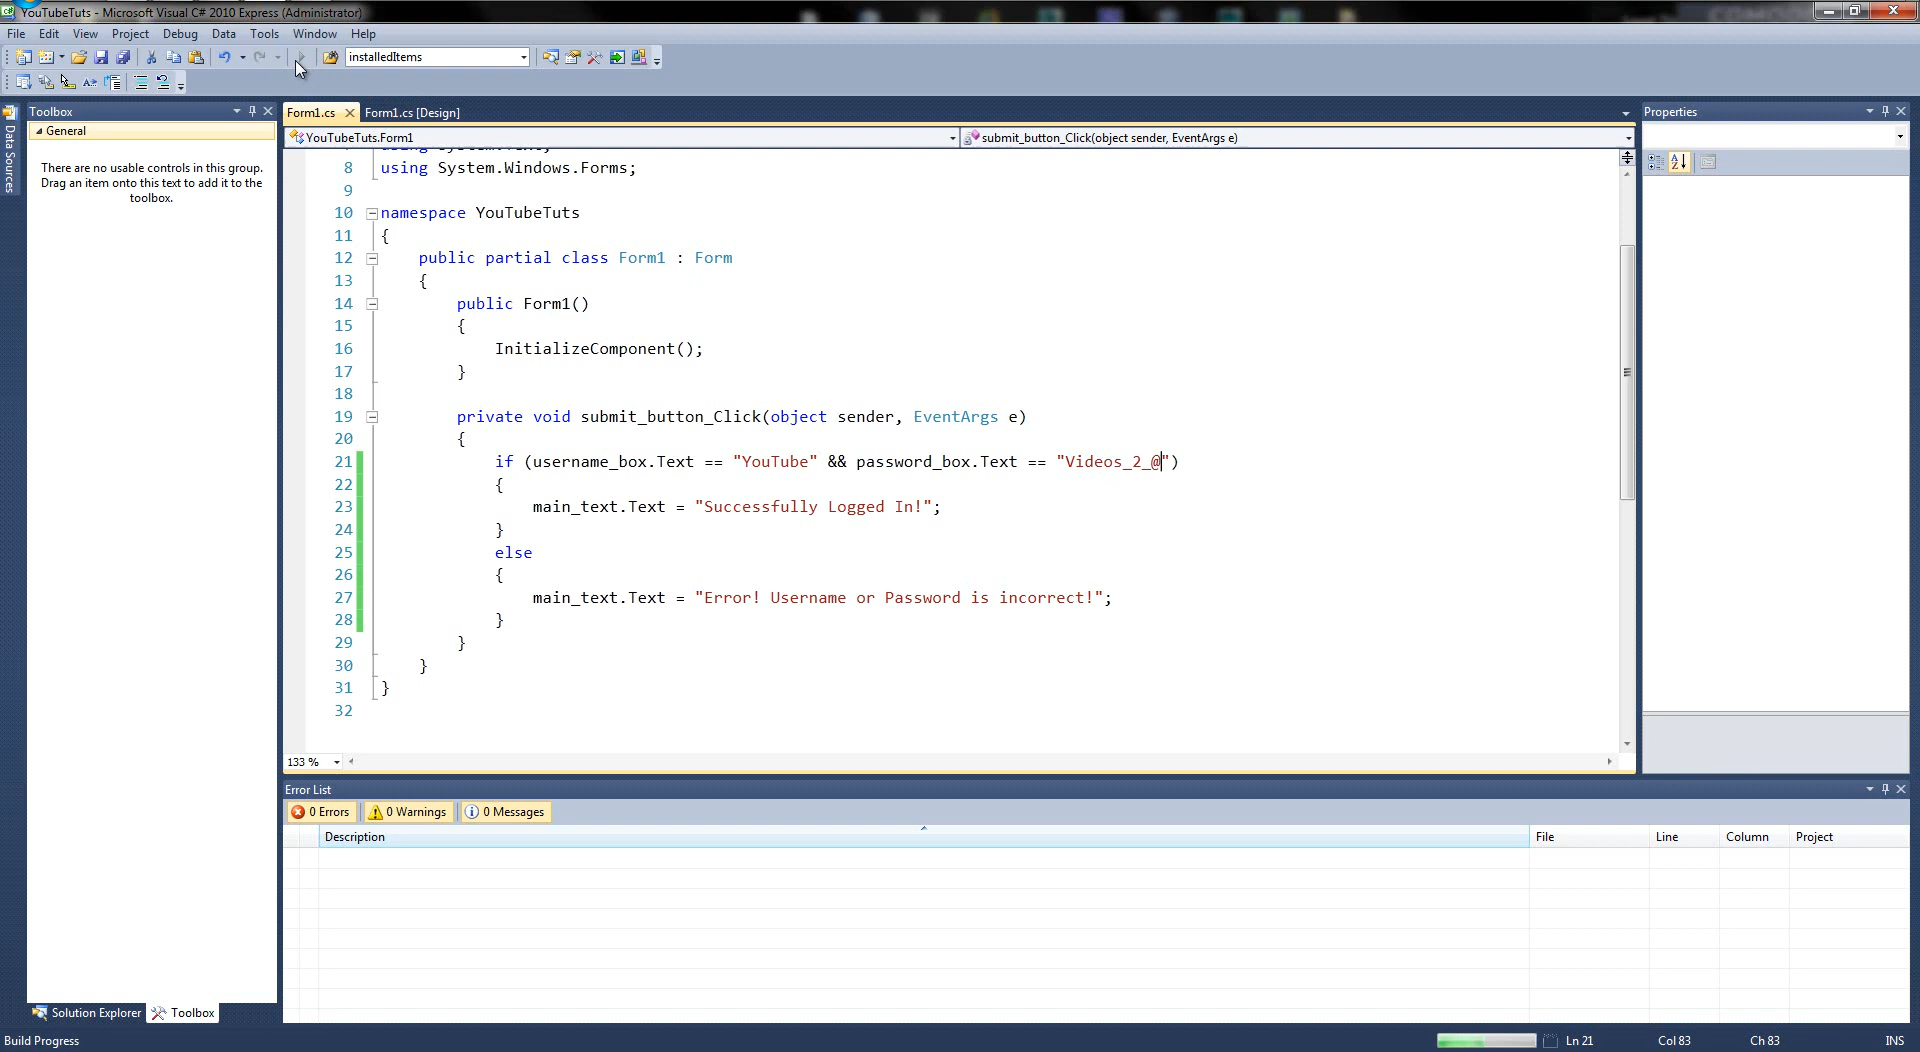 YouTubeTuts - Microsoft Visual C# 2010 Express (Administrator)
File Edit View Project Debug Data Tools Window Help
installedItems
Toolbox
General
There are no usable controls in this group.
Drag an item onto this text to add it to the
toolbox.
Data Sources
Form1.cs Form1.cs [Design]
YouTubeTuts.Form1 submit_button_Click(object sender, EventArgs e)
8 using System.Windows.Forms;
9
10 namespace YouTubeTuts
11 {
12 public partial class Form1 : Form
13 {
14 public Form1()
15 {
16 InitializeComponent();
17 }
18
19 private void submit_button_Click(object sender, EventArgs e)
20 {
21 if (username_box.Text == "YouTube" && password_box.Text == "Videos_2_@")
22 {
23 main_text.Text = "Successfully Logged In!";
24 }
25 else
26 {
27 main_text.Text = "Error! Username or Password is incorrect!";
28 }
29 }
30 }
31 }
32
133 %
Properties
Error List
0 Errors 0 Warnings 0 Messages
Description File Line Column Project
Solution Explorer Toolbox
Build Progress Ln 21 Col 83 Ch 83 INS